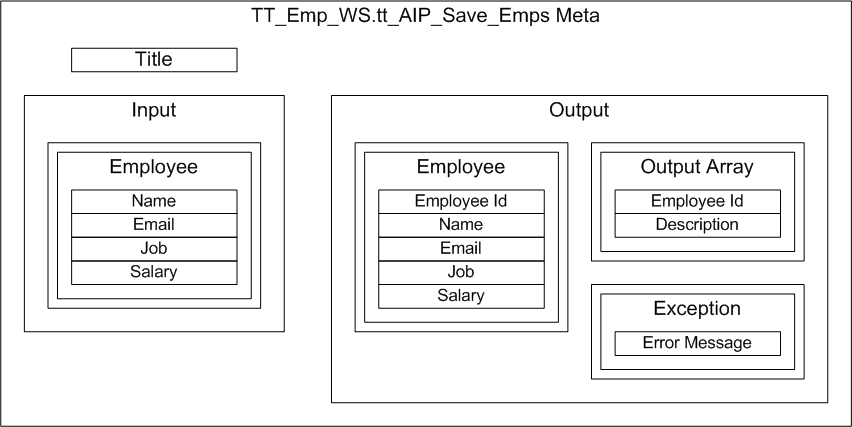 TT_Emp_WS.tt_AIP_Save_Emps Meta
Title
Input
Employee
Name
Email
Job
Salary
Output
Employee
Employee Id
Name
Email
Job
Salary
Output Array
Employee Id
Description
Exception
Error Message